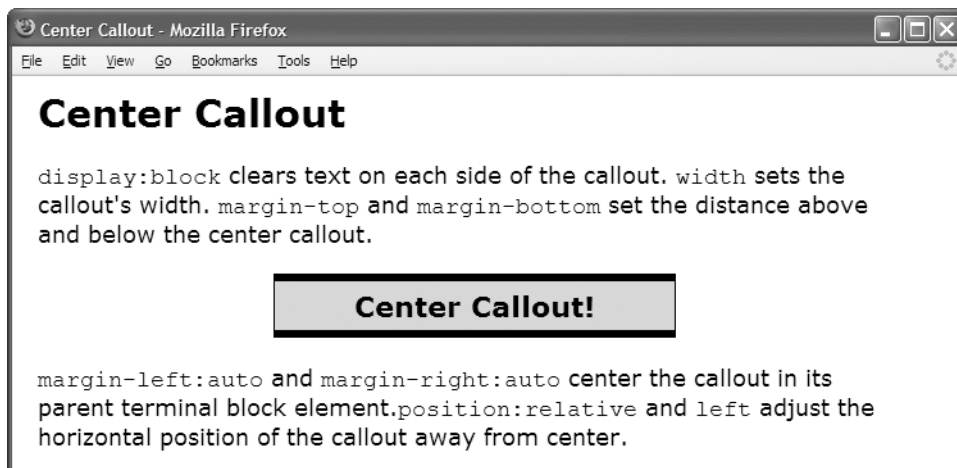 Center Callout - Mozilla Firefox
File Edit View Go Bookmarks Tools Help
Center Callout
display:block clears text on each side of the callout. width sets the
callout's width. margin-top and margin-bottom set the distance above
and below the center callout.
Center Callout!
margin-left:auto and margin-right:auto center the callout in its
parent terminal block element.position:relative and left adjust the
horizontal position of the callout away from center.